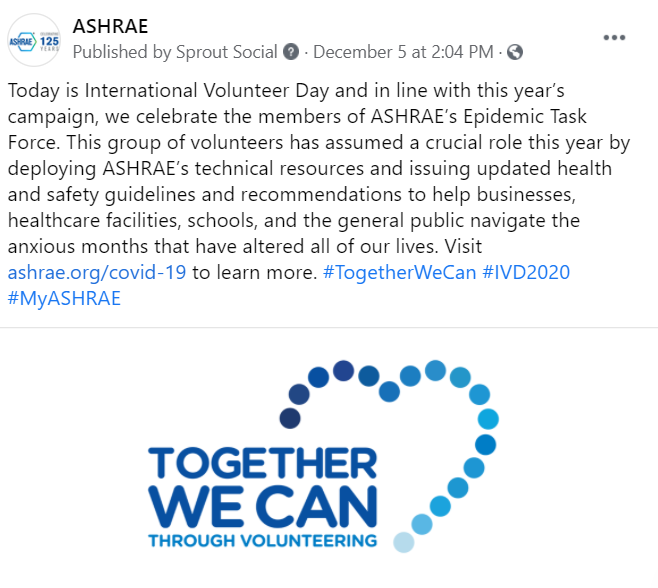 ASHRAE
CELEBRATING
ASHRAE 125
YEARS
Published by Sprout Social · December 5 at 2:04 PM ·
Today is International Volunteer Day and in line with this year’s
campaign, we celebrate the members of ASHRAE’s Epidemic Task
Force. This group of volunteers has assumed a crucial role this year by
deploying ASHRAE’s technical resources and issuing updated health
and safety guidelines and recommendations to help businesses,
healthcare facilities, schools, and the general public navigate the
anxious months that have altered all of our lives. Visit
ashrae.org/covid-19 to learn more. #TogetherWeCan #IVD2020
#MyASHRAE
TOGETHER
WE CAN
THROUGH VOLUNTEERING